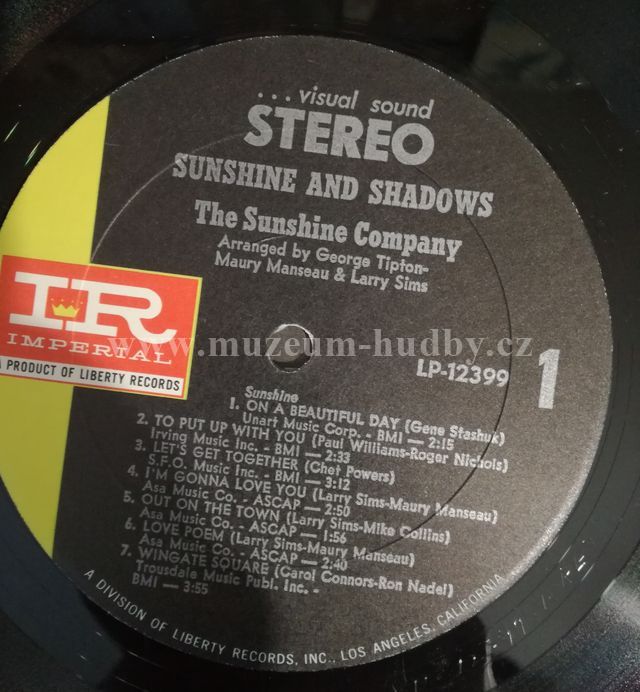 ...visual sound
STEREO
SUNSHINE AND SHADOWS
The Sunshine Company
Arranged by George Tipton-
Maury Manseau & Larry Sims
IR
IMPERIAL
A PRODUCT OF LIBERTY RECORDS
www.muzeum-hudby.cz
LP-12399
1
Sunshine
1. ON A BEAUTIFUL DAY (Gene Stashuk)
Unart Music Corp. - BMI — 2:15
2. TO PUT UP WITH YOU (Paul Williams-Roger Nichols)
Irving Music Inc. - BMI — 2:33
3. LET'S GET TOGETHER (Chet Powers)
S.F.O. Music Inc. - BMI — 3:12
4. I'M GONNA LOVE YOU (Larry Sims-Maury Manseau)
Asa Music Co. - ASCAP — 2:50
5. OUT ON THE TOWN (Larry Sims-Mike Collins)
Asa Music Co. - ASCAP — 1:56
6. LOVE POEM (Larry Sims-Maury Manseau)
Asa Music Co. - ASCAP — 2:40
7. WINGATE SQUARE (Carol Connors-Ron Nadel)
Trousdale Music Publ. Inc. -
BMI — 3:55
A DIVISION OF LIBERTY RECORDS, INC., LOS ANGELES, CALIFORNIA